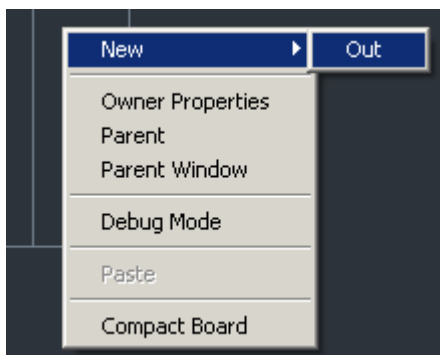 New
Out
Owner Properties
Parent
Parent Window
Debug Mode
Paste
Compact Board